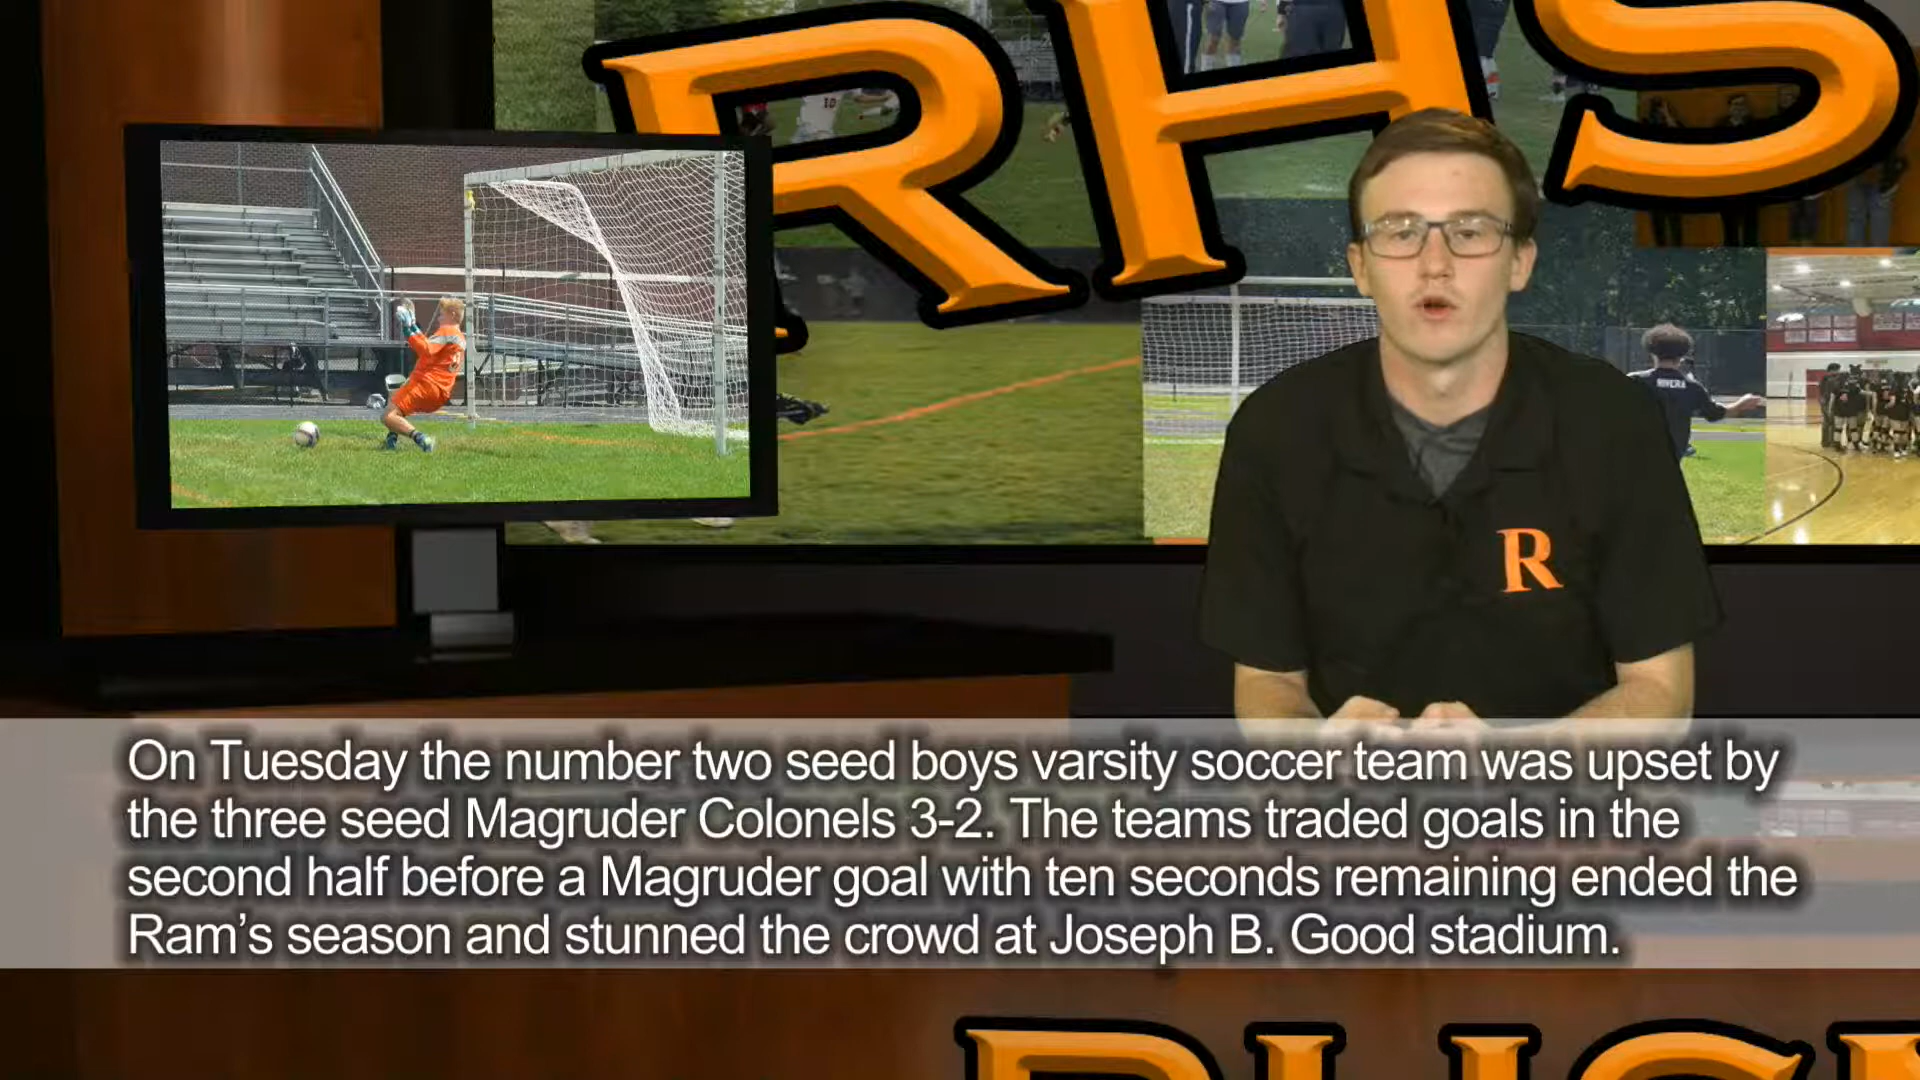 RHS
10
RIVERA
R
On Tuesday the number two seed boys varsity soccer team was upset by
the three seed Magruder Colonels 3-2. The teams traded goals in the
second half before a Magruder goal with ten seconds remaining ended the
Ram's season and stunned the crowd at Joseph B. Good stadium.